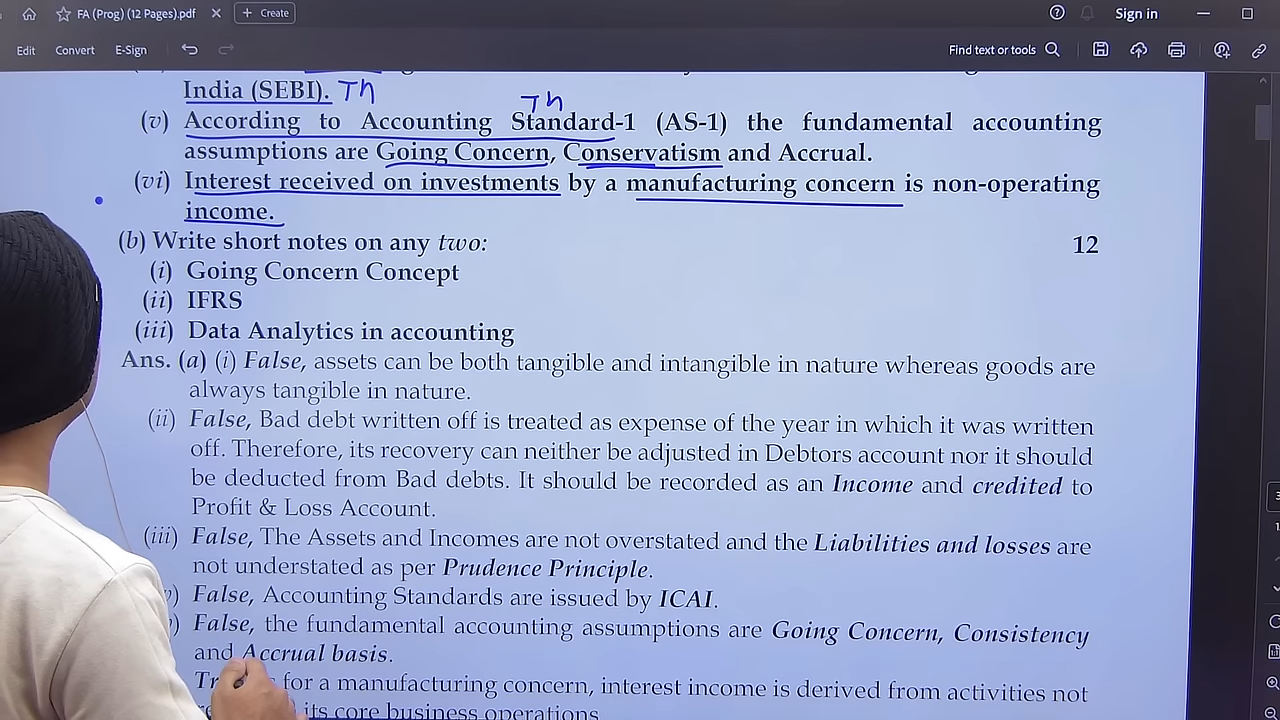 FA (Prog) (12 Pages).pdf
Create
Sign in
Edit Convert E-Sign
Find text or tools
India (SEBI). Th
Th
(v) According to Accounting Standard-1 (AS-1) the fundamental accounting
assumptions are Going Concern, Conservatism and Accrual.
(vi) Interest received on investments by a manufacturing concern is non-operating
income.
(b) Write short notes on any two: 12
(i) Going Concern Concept
(ii) IFRS
(iii) Data Analytics in accounting
Ans. (a) (i) False, assets can be both tangible and intangible in nature whereas goods are
always tangible in nature.
(ii) False, Bad debt written off is treated as expense of the year in which it was written
off. Therefore, its recovery can neither be adjusted in Debtors account nor it should
be deducted from Bad debts. It should be recorded as an Income and credited to
Profit & Loss Account.
(iii) False, The Assets and Incomes are not overstated and the Liabilities and losses are
not understated as per Prudence Principle.
False, Accounting Standards are issued by ICAI.
False, the fundamental accounting assumptions are Going Concern, Consistency
and Accrual basis.
for a manufacturing concern, interest income is derived from activities not
its core business operations.